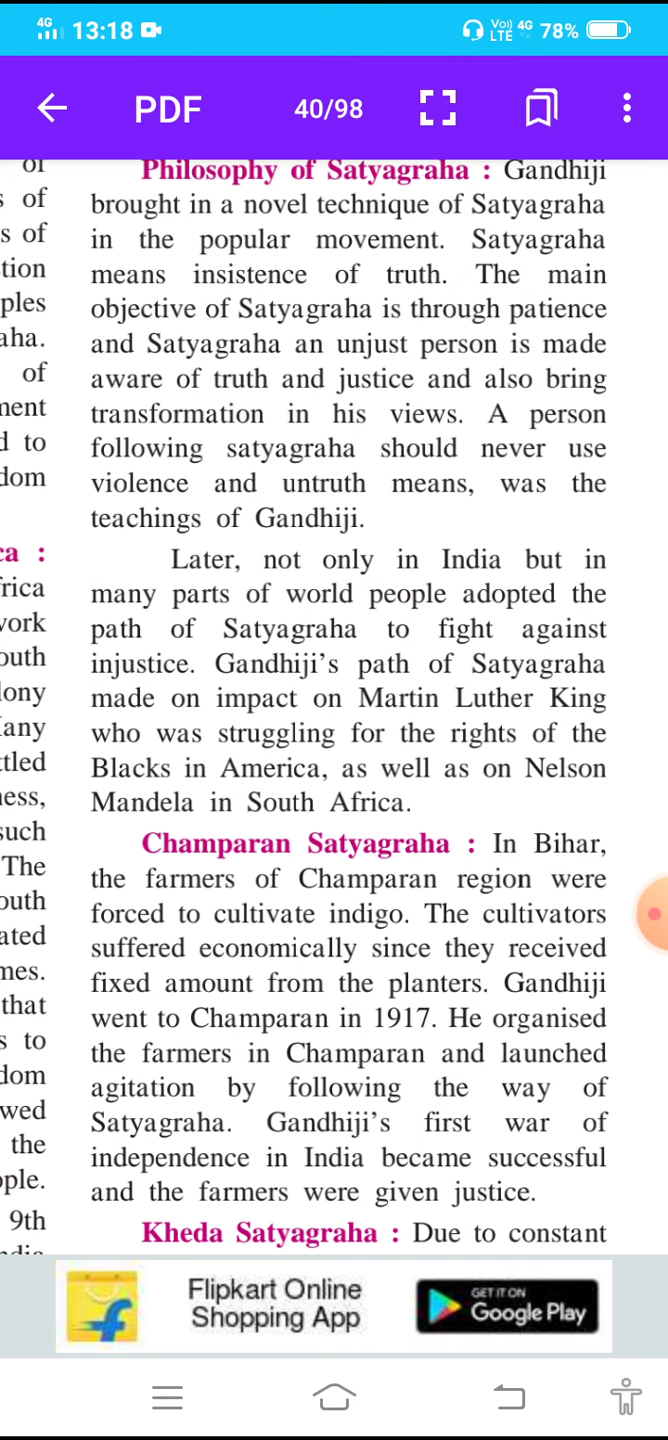 4G 13:18 Vo)) LTE 4G 78%
PDF 40/98
of
s of
s of
tion
ples
aha.
of
ment
d to
dom
ca :
frica
work
outh
lony
any
ttled
ness,
such
The
outh
ated
mes.
that
s to
dom
wed
the
ople.
9th
Philosophy of Satyagraha : Gandhiji
brought in a novel technique of Satyagraha
in the popular movement. Satyagraha
means insistence of truth. The main
objective of Satyagraha is through patience
and Satyagraha an unjust person is made
aware of truth and justice and also bring
transformation in his views. A person
following satyagraha should never use
violence and untruth means, was the
teachings of Gandhiji.
Later, not only in India but in
many parts of world people adopted the
path of Satyagraha to fight against
injustice. Gandhiji's path of Satyagraha
made on impact on Martin Luther King
who was struggling for the rights of the
Blacks in America, as well as on Nelson
Mandela in South Africa.
Champaran Satyagraha : In Bihar,
the farmers of Champaran region were
forced to cultivate indigo. The cultivators
suffered economically since they received
fixed amount from the planters. Gandhiji
went to Champaran in 1917. He organised
the farmers in Champaran and launched
agitation by following the way of
Satyagraha. Gandhiji's first war of
independence in India became successful
and the farmers were given justice.
Kheda Satyagraha : Due to constant
Flipkart Online
Shopping App
GET IT ON
Google Play